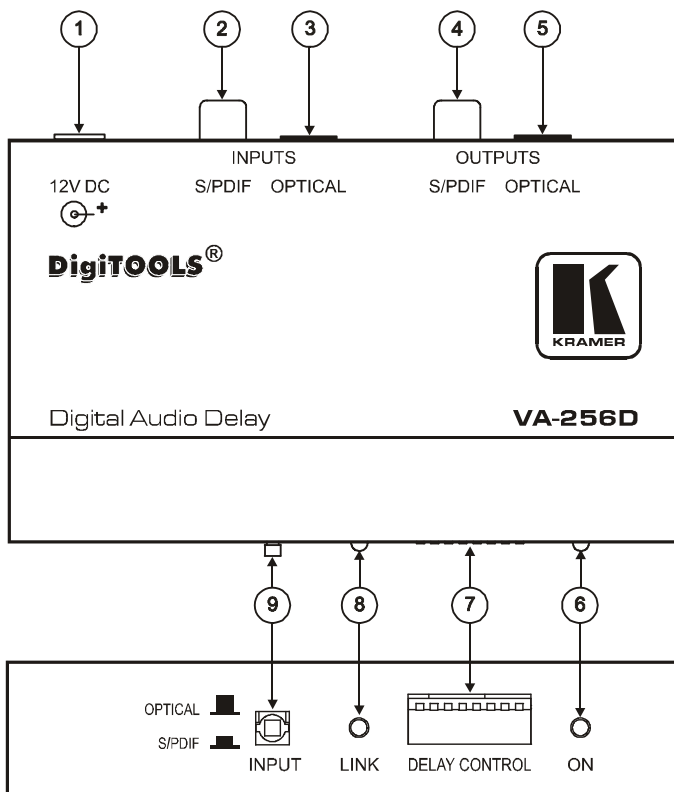 1 2 3 4 5
INPUTS OUTPUTS
12V DC S/PDIF OPTICAL S/PDIF OPTICAL
+
DigiTOOLS®
KRAMER
Digital Audio Delay VA-256D
9 8 7 6
OPTICAL
S/PDIF
INPUT LINK DELAY CONTROL ON